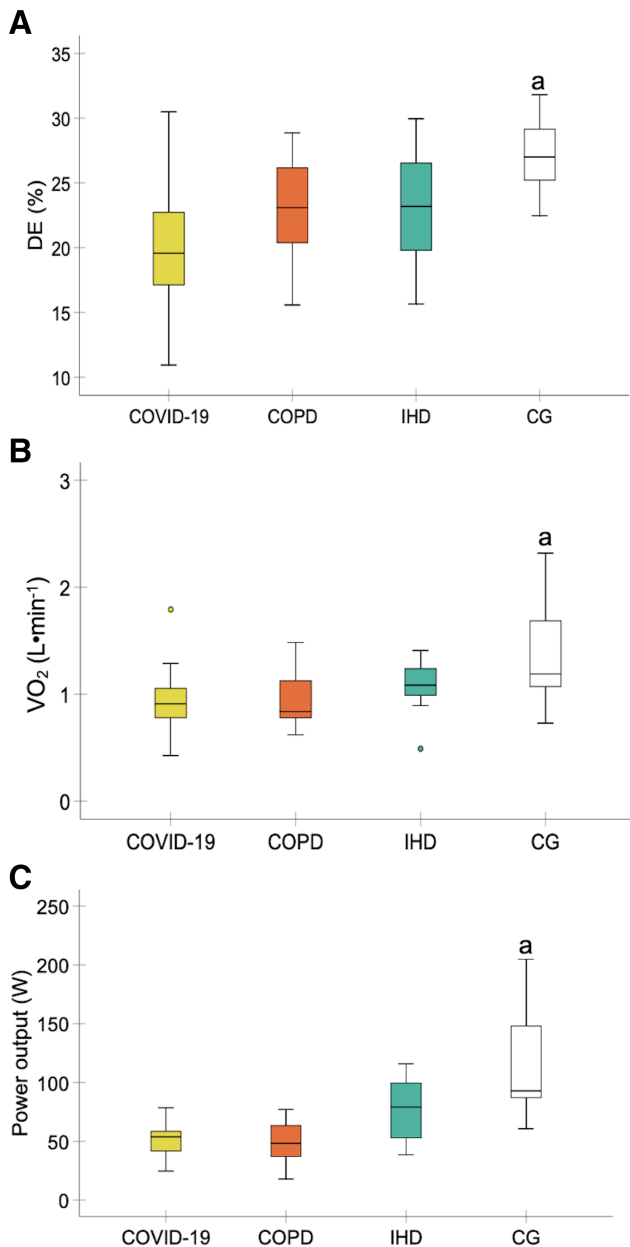 A
35
30
25
20
15
10
DE (%)
a
COVID-19 COPD IHD CG
B
3
2
1
0
VO₂ (L•min⁻¹)
a
COVID-19 COPD IHD CG
C
250
200
150
100
50
0
Power output (W)
a
COVID-19 COPD IHD CG